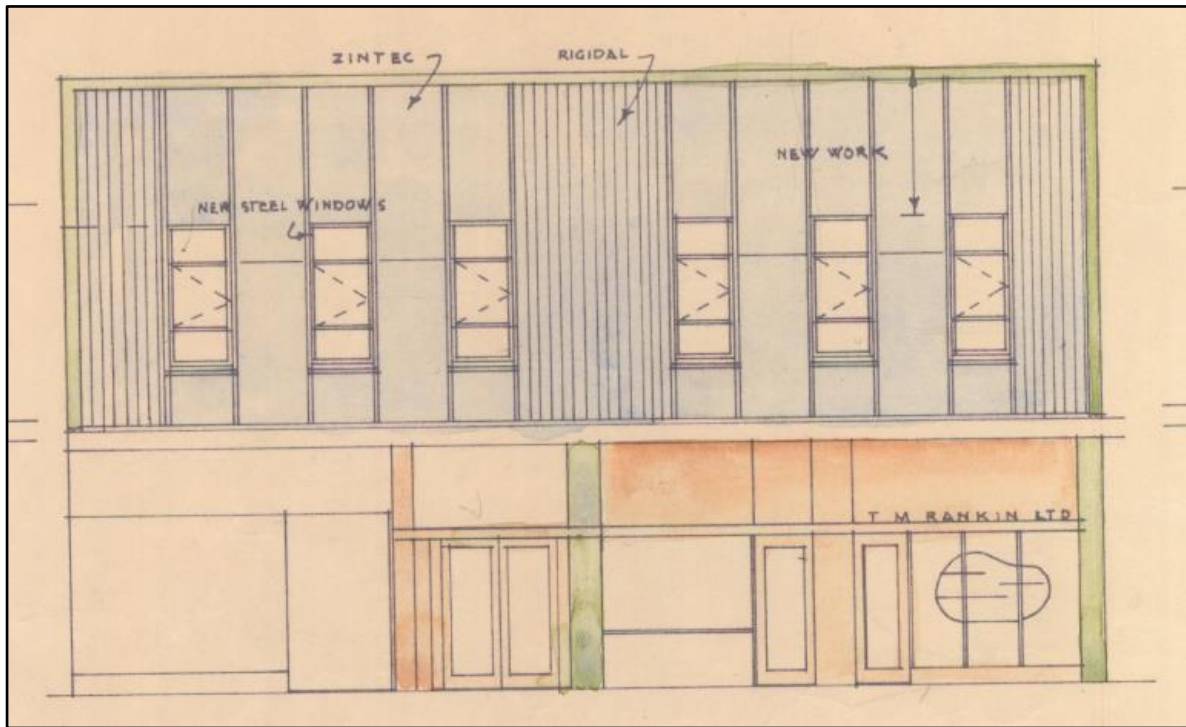 ZINTEC
RIGIDAL
NEW WORK
NEW STEEL WINDOWS
T M RANKIN LTD